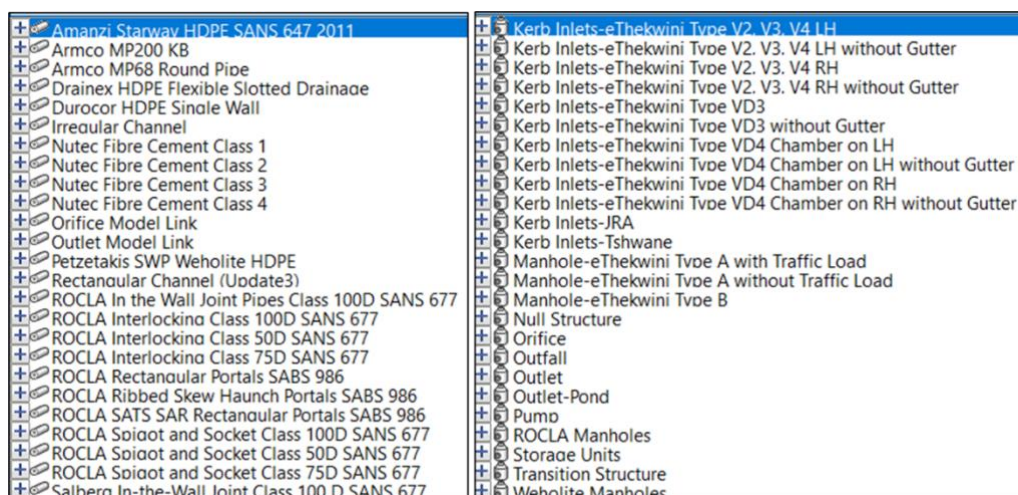 Amanzi Starway HDPE SANS 647 2011
Armco MP200 KB
Armco MP68 Round Pipe
Drainex HDPE Flexible Slotted Drainage
Durocor HDPE Single Wall
Irregular Channel
Nutec Fibre Cement Class 1
Nutec Fibre Cement Class 2
Nutec Fibre Cement Class 3
Nutec Fibre Cement Class 4
Orifice Model Link
Outlet Model Link
Petzetakis SWP Weholite HDPE
Rectangular Channel (Update3)
ROCLA In the Wall Joint Pipes Class 100D SANS 677
ROCLA Interlocking Class 100D SANS 677
ROCLA Interlocking Class 50D SANS 677
ROCLA Interlocking Class 75D SANS 677
ROCLA Rectangular Portals SABS 986
ROCLA Ribbed Skew Haunch Portals SABS 986
ROCLA SATS SAR Rectangular Portals SABS 986
ROCLA Spigot and Socket Class 100D SANS 677
ROCLA Spigot and Socket Class 50D SANS 677
ROCLA Spigot and Socket Class 75D SANS 677
Salberg In-the-Wall Joint Class 100 D SANS 677
Kerb Inlets-eThekwini Type V2, V3, V4 LH
Kerb Inlets-eThekwini Type V2, V3, V4 LH without Gutter
Kerb Inlets-eThekwini Type V2, V3, V4 RH
Kerb Inlets-eThekwini Type V2, V3, V4 RH without Gutter
Kerb Inlets-eThekwini Type VD3
Kerb Inlets-eThekwini Type VD3 without Gutter
Kerb Inlets-eThekwini Type VD4 Chamber on LH
Kerb Inlets-eThekwini Type VD4 Chamber on LH without Gutter
Kerb Inlets-eThekwini Type VD4 Chamber on RH
Kerb Inlets-eThekwini Type VD4 Chamber on RH without Gutter
Kerb Inlets-JRA
Kerb Inlets-Tshwane
Manhole-eThekwini Type A with Traffic Load
Manhole-eThekwini Type A without Traffic Load
Manhole-eThekwini Type B
Null Structure
Orifice
Outfall
Outlet
Outlet-Pond
Pump
ROCLA Manholes
Storage Units
Transition Structure
Weholite Manholes